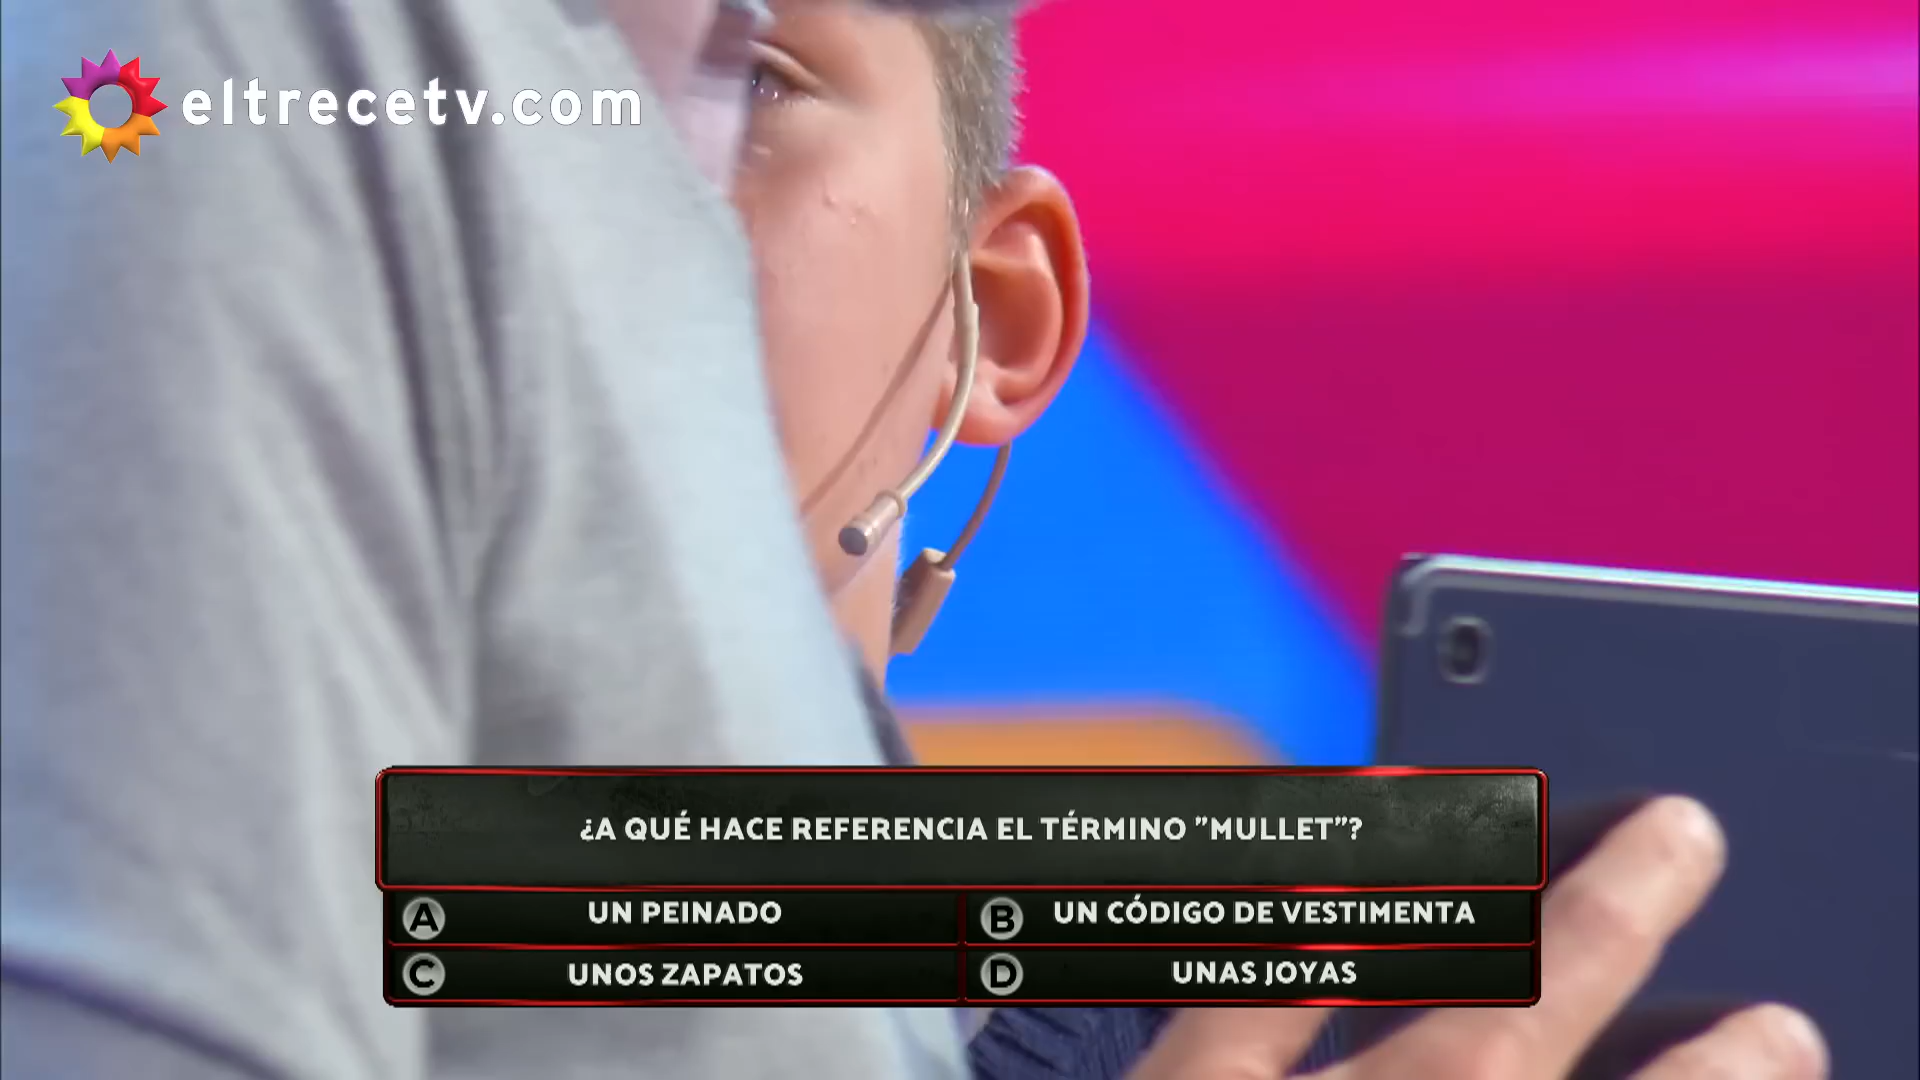 eltrecetv.com
¿A QUÉ HACE REFERENCIA EL TÉRMINO "MULLET"?
A UN PEINADO
B UN CÓDIGO DE VESTIMENTA
C UNOS ZAPATOS
D UNAS JOYAS